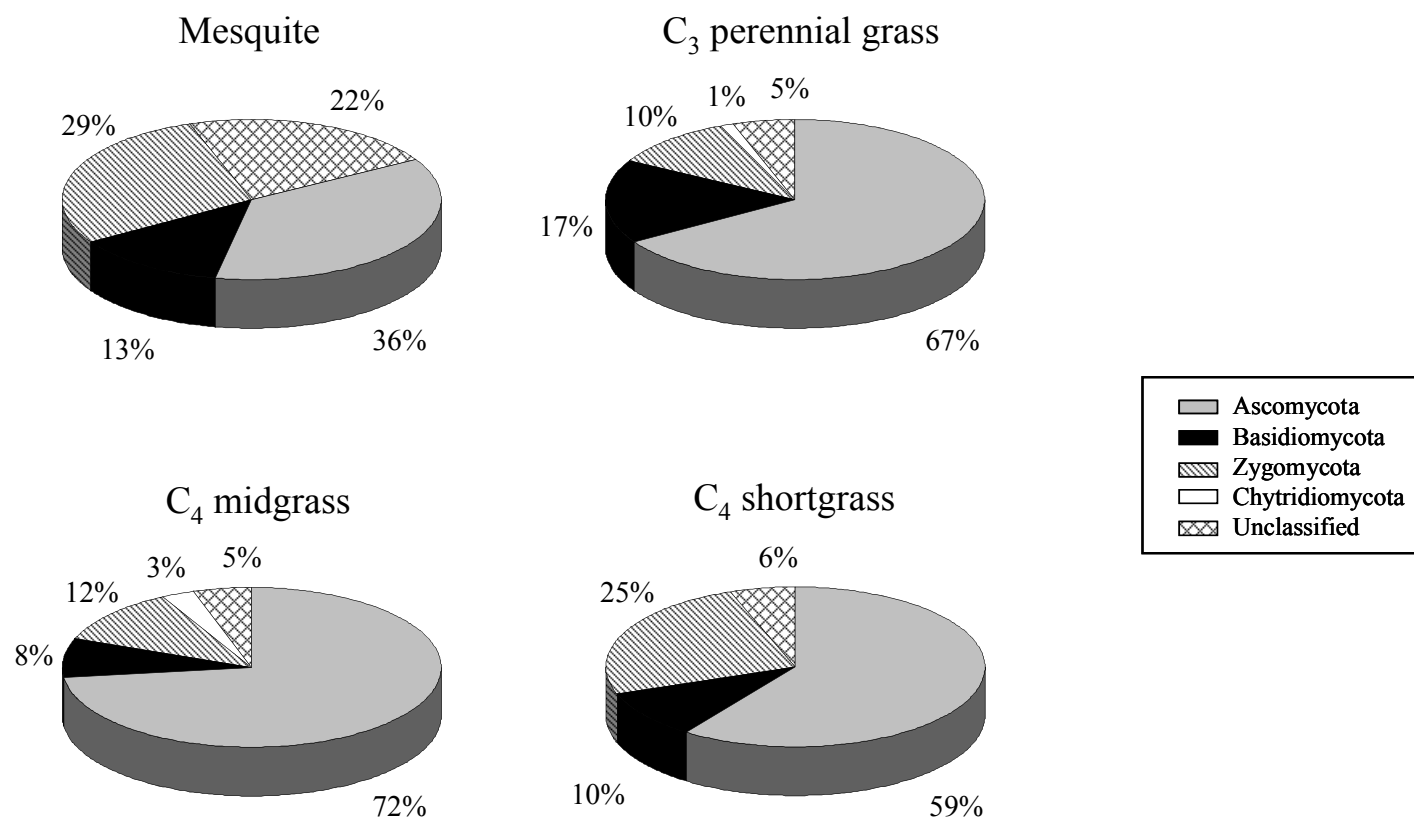 Mesquite
C3 perennial grass
22%
29%
13%
36%
10%
1%
5%
17%
67%
Ascomycota
Basidiomycota
Zygomycota
Chytridiomycota
Unclassified
C4 midgrass
C4 shortgrass
12%
3%
5%
8%
72%
25%
6%
10%
59%